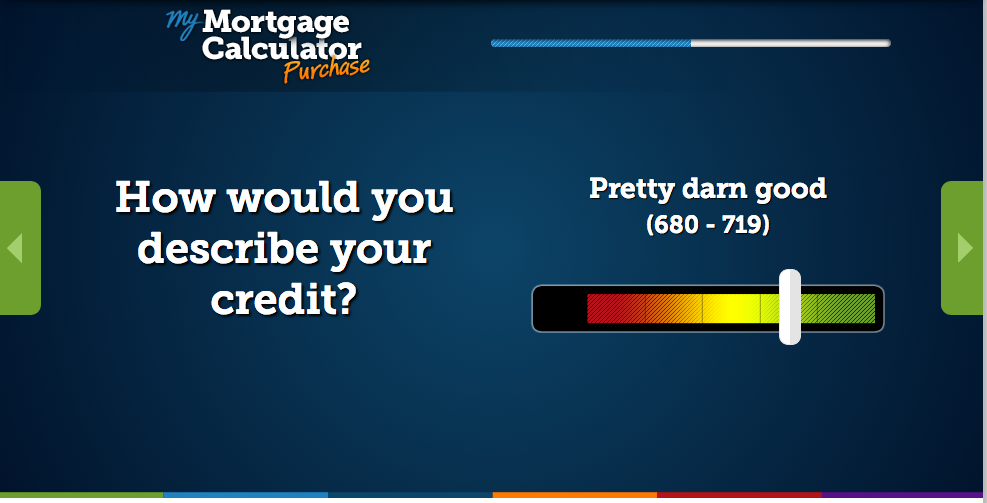 My Mortgage
Calculator
Purchase
How would you
describe your
credit?
Pretty darn good
(680 - 719)